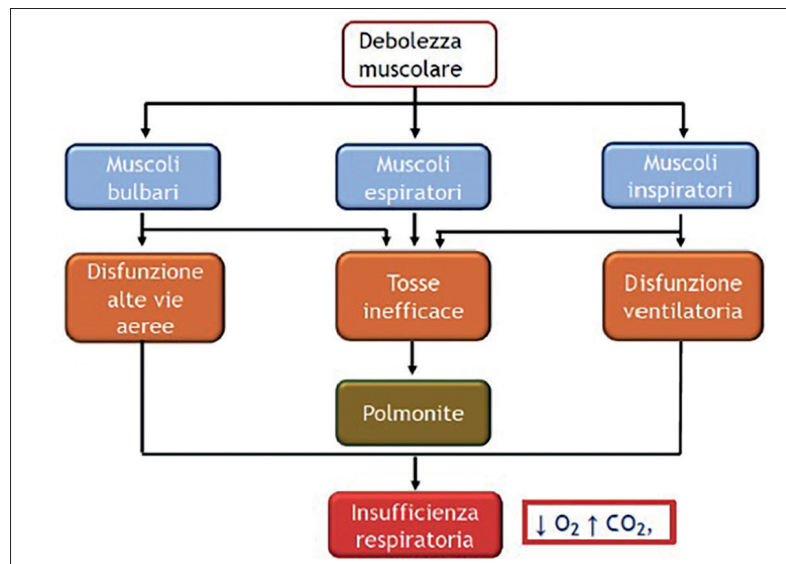 Debolezza
muscolare
Muscoli
bulbari
Muscoli
espiratori
Muscoli
inspiratori
Disfunzione
alte vie
aeree
Tosse
inefficace
Disfunzione
ventilatoria
Polmonite
Insufficienza
respiratoria
↓ O₂ ↑ CO₂,